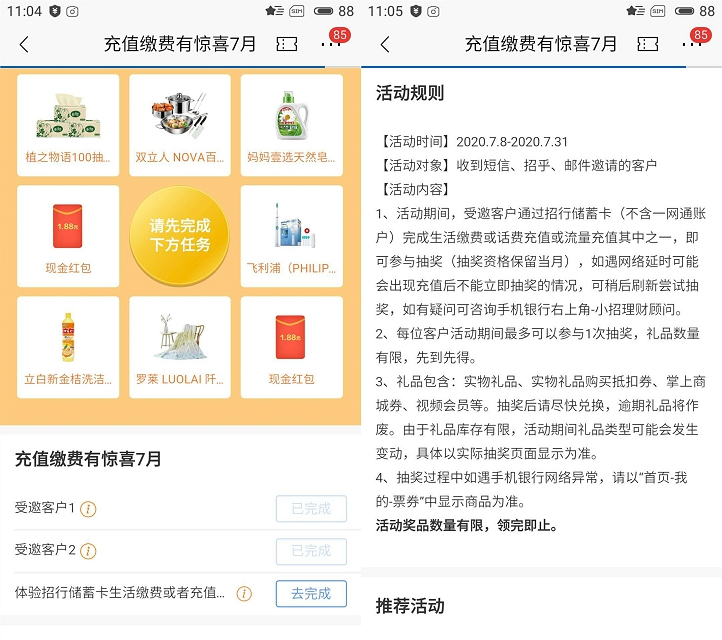 11:04
SIM
88
充值缴费有惊喜7月
85
植之物语100抽...
双立人 NOVA百...
妈妈壹选天然皂...
1.88元
现金红包
请先完成
下方任务
飞利浦（PHILIP...
立白新金桔洗洁...
罗莱 LUOLAI 阡...
1.88元
现金红包
充值缴费有惊喜7月
受邀客户1
已完成
受邀客户2
已完成
体验招行储蓄卡生活缴费或者充值...
去完成
11:05
SIM
88
充值缴费有惊喜7月
85
活动规则
【活动时间】2020.7.8-2020.7.31
【活动对象】收到短信、招乎、邮件邀请的客户
【活动内容】
1、活动期间，受邀客户通过招行储蓄卡（不含一网通账
户）完成生活缴费或话费充值或流量充值其中之一，即
可参与抽奖（抽奖资格保留当月），如遇网络延时可能
会出现充值后不能立即抽奖的情况，可稍后刷新尝试抽
奖，如有疑问可咨询手机银行右上角-小招理财顾问。
2、每位客户活动期间最多可以参与1次抽奖，礼品数量
有限，先到先得。
3、礼品包含：实物礼品、实物礼品购买抵扣券、掌上商
城券、视频会员等。抽奖后请尽快兑换，逾期礼品将作
废。由于礼品库存有限，活动期间礼品类型可能会发生
变动，具体以实际抽奖页面显示为准。
4、抽奖过程中如遇手机银行网络异常，请以“首页-我
的-票券”中显示商品为准。
活动奖品数量有限，领完即止。
推荐活动